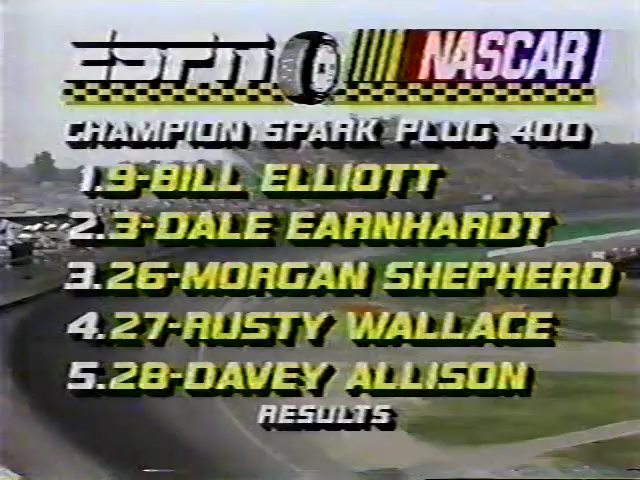 ESPN NASCAR
CHAMPION SPARK PLUG 400
1.9-BILL ELLIOTT
2.3-DALE EARNHARDT
3.26-MORGAN SHEPHERD
4.27-RUSTY WALLACE
5.28-DAVEY ALLISON
RESULTS